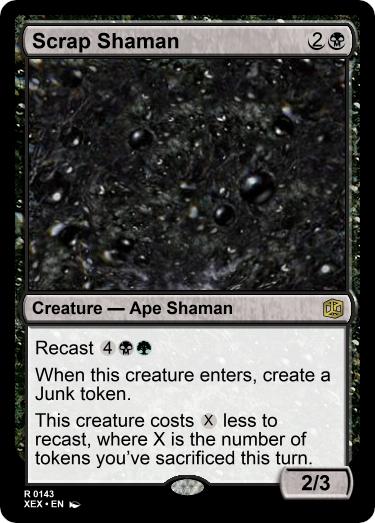 Scrap Shaman 2
Creature — Ape Shaman
Recast 4
When this creature enters, create a
Junk token.
This creature costs X less to
recast, where X is the number of
tokens you've sacrificed this turn.
2/3
R 0143
XEX • EN